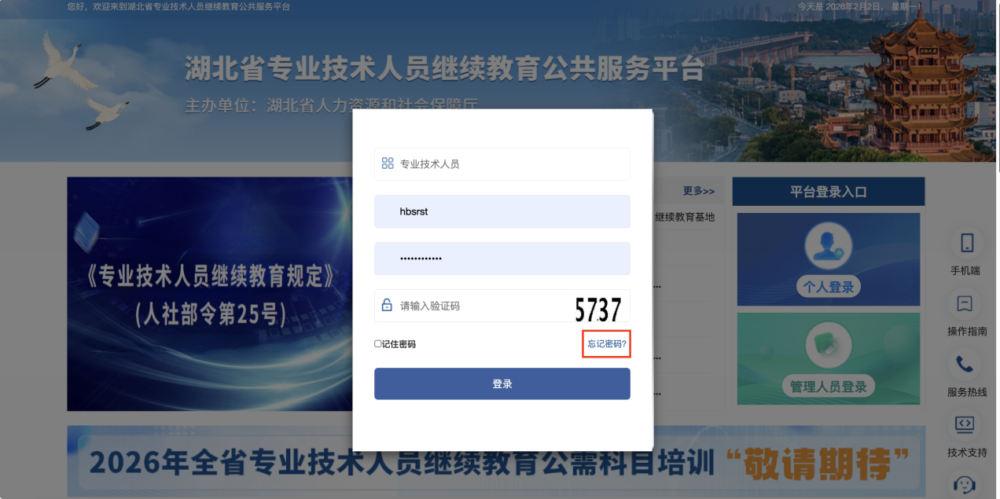 您好，欢迎来到湖北省专业技术人员继续教育公共服务平台
今天是 2026年2月2日， 星期一！
湖北省专业技术人员继续教育公共服务平台
主办单位：湖北省人力资源和社会保障厅
专业技术人员
hbsrst
••••••••••••
请输入验证码
5737
记住密码
忘记密码?
登录
《专业技术人员继续教育规定》
(人社部令第25号)
更多>>
继续教育基地
...
...
...
平台登录入口
个人登录
管理人员登录
手机端
操作指南
服务热线
技术支持
2026年全省专业技术人员继续教育公需科目培训 “敬请期待”